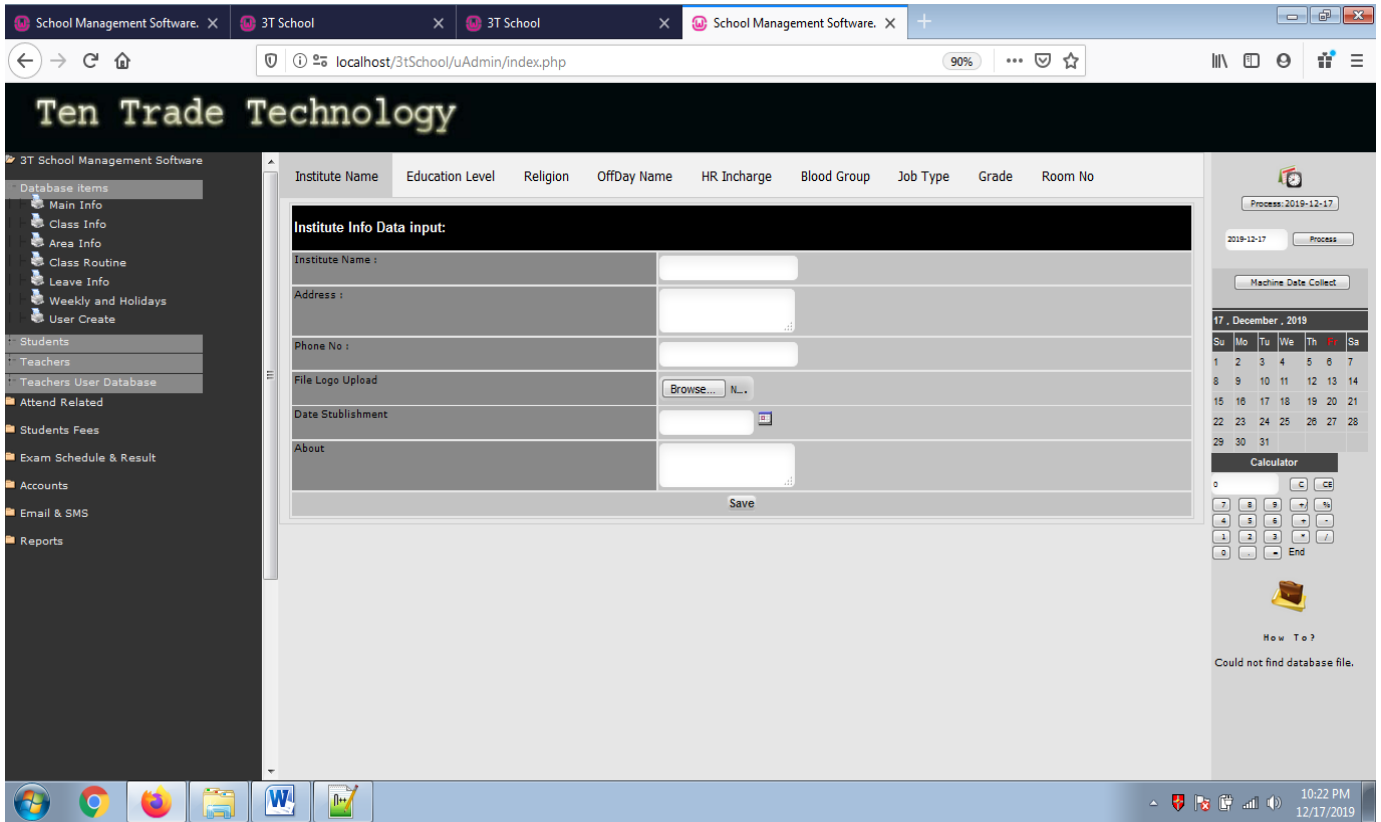 School Management Software.
3T School
3T School
School Management Software.
localhost/3tSchool/uAdmin/index.php
90%
Ten Trade Technology
3T School Management Software
Database items
Main Info
Class Info
Area Info
Class Routine
Leave Info
Weekly and Holidays
User Create
Students
Teachers
Teachers User Database
Attend Related
Students Fees
Exam Schedule & Result
Accounts
Email & SMS
Reports
Institute Name Education Level Religion OffDay Name HR Incharge Blood Group Job Type Grade Room No
Institute Info Data input:
Institute Name :
Address :
Phone No :
File Logo Upload
Browse... N...
Date Stublishment
About
Save
Process:2019-12-17
2019-12-17 Process
Machine Date Collect
17 , December , 2019
Su Mo Tu We Th Fr Sa
1 2 3 4 5 6 7
8 9 10 11 12 13 14
15 16 17 18 19 20 21
22 23 24 25 26 27 28
29 30 31
Calculator
0 C CE
7 8 9 +/ %
4 5 6 + -
1 2 3 * /
0 . = End
How To?
Could not find database file.
10:22 PM
12/17/2019